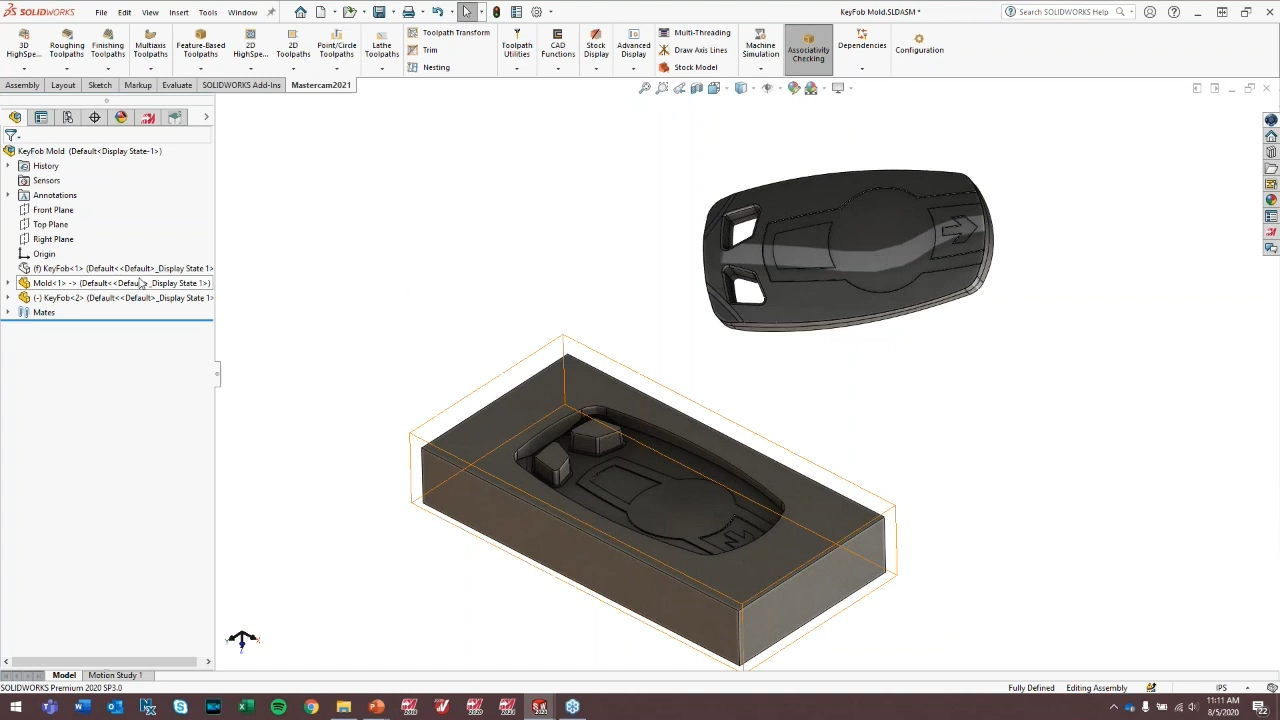 SOLIDWORKS File Edit View Insert Tools Window KeyFob Mold.SLDASM * Search SOLIDWORKS Help
3D HighSpe... Roughing Toolpaths Finishing Toolpaths Multiaxis Toolpaths Feature-Based Toolpaths 2D HighSpe... 2D Toolpaths Point/Circle Toolpaths Lathe Toolpaths Toolpath Transform Trim Nesting Toolpath Utilities CAD Functions Stock Display Advanced Display Multi-Threading Draw Axis Lines Stock Model Machine Simulation Associativity Checking Dependencies Configuration
Assembly Layout Sketch Markup Evaluate SOLIDWORKS Add-Ins Mastercam2021
KeyFob Mold (Default<Display State-1>)
History
Sensors
Annotations
Front Plane
Top Plane
Right Plane
Origin
(f) KeyFob<1> (Default<<Default>_Display State 1>
Mold<1> -> (Default<<Default>_Display State 1>)
(-) KeyFob<2> (Default<<Default>_Display State 1>
Mates
Model Motion Study 1
SOLIDWORKS Premium 2020 SP3.0 Fully Defined Editing Assembly IPS
11:11 AM
8/5/2020